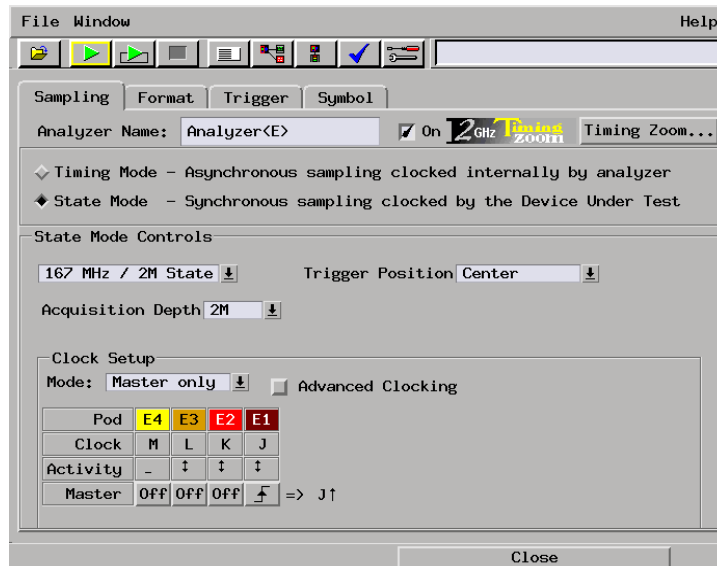 File Window Help
Sampling Format Trigger Symbol
Analyzer Name: Analyzer<E> On 2GHz Timing Zoom Timing Zoom...
Timing Mode - Asynchronous sampling clocked internally by analyzer
State Mode - Synchronous sampling clocked by the Device Under Test
State Mode Controls
167 MHz / 2M State Trigger Position Center
Acquisition Depth 2M
Clock Setup
Mode: Master only Advanced Clocking
Pod E4 E3 E2 E1
Clock M L K J
Activity _ ↕ ↕ ↕
Master Off Off Off => J↑
Close